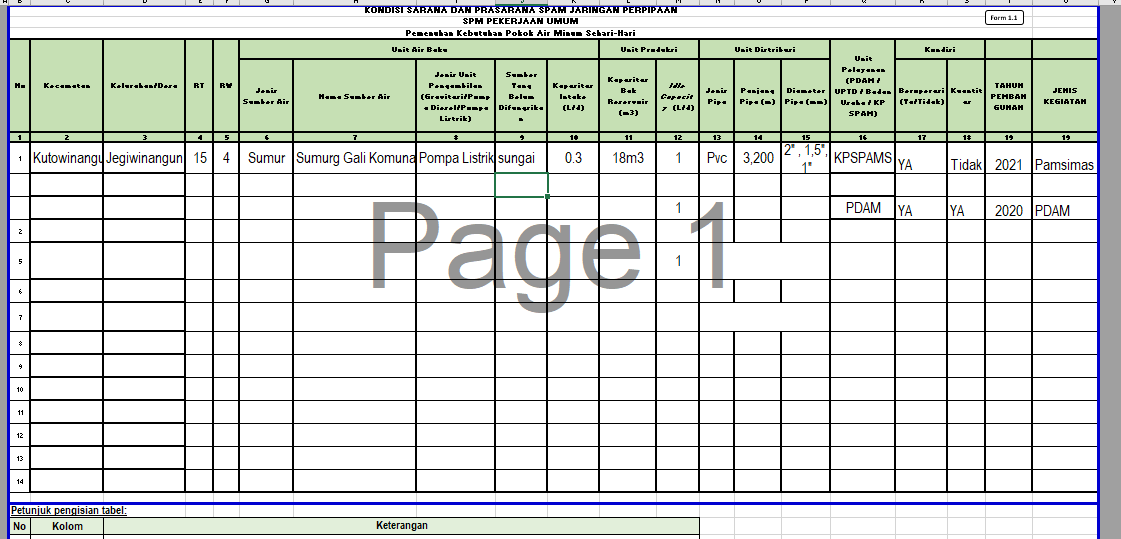 KONDISI SARANA DAN PRASARANA SPAM JARINGAN PERPIPAAN
SPM PEKERJAAN UMUM
Pemenuhan Kebutuhan Pokok Air Minum Sehari-Hari
Form 1.1
No
Kecamatan
Kelurahan/Desa
RT
RW
Unit Air Baku
Jenis Sumber Air
Nama Sumber Air
Jenis Unit Pengambilan (Gravitasi/Pompa Diesel/Pompa Listrik)
Sumber Yang Belum Difungsikan
Kapasitas Intake (L/d)
Unit Produksi
Kapasitas Bak Reservoir (m3)
Idle Capacity (L/d)
Unit Distribusi
Jenis Pipa
Panjang Pipa (m)
Diameter Pipa (mm)
Unit Pelayanan (PDAM / UPTD / Badan Usaha / KP SPAM)
Kondisi
Beroperasi (Ya/Tidak)
Kuantitas
TAHUN PEMBANGUNAN
JENIS KEGIATAN
1 2 3 4 5 6 7 8 9 10 11 12 13 14 15 16 17 18 19 19
1 Kutowinangu Jegiwinangun 15 4 Sumur Sumurg Gali Komuna Pompa Listrik sungai 0.3 18m3 1 Pvc 3,200 2" , 1,5", 1" KPSPAMS YA Tidak 2021 Pamsimas
1 PDAM YA YA 2020 PDAM
2
5 1
6
7
8
9
10
11
12
13
14
Page 1
Petunjuk pengisian tabel:
No Kolom Keterangan